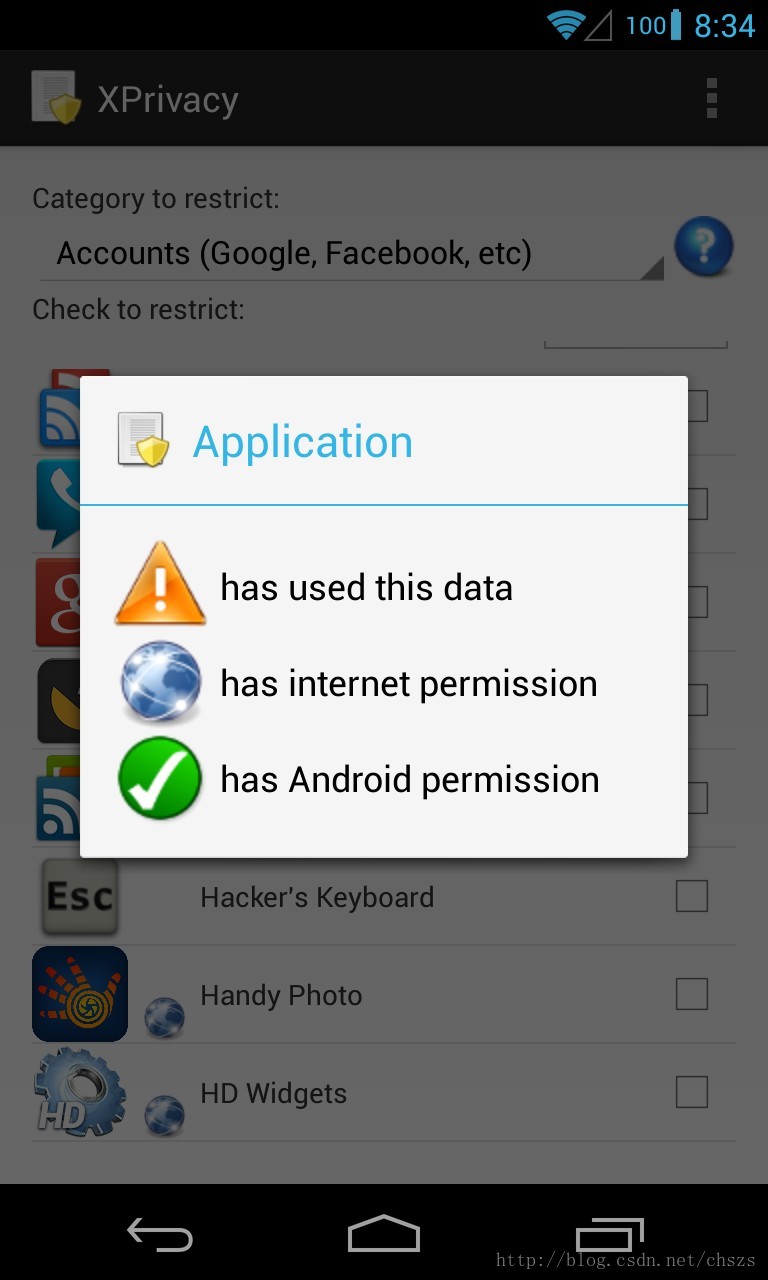 100 8:34
XPrivacy
Category to restrict:
Accounts (Google, Facebook, etc)
?
Check to restrict:
Application
has used this data
has internet permission
has Android permission
Esc
Hacker's Keyboard
Handy Photo
HD
HD Widgets
http://blog.csdn.net/chszs